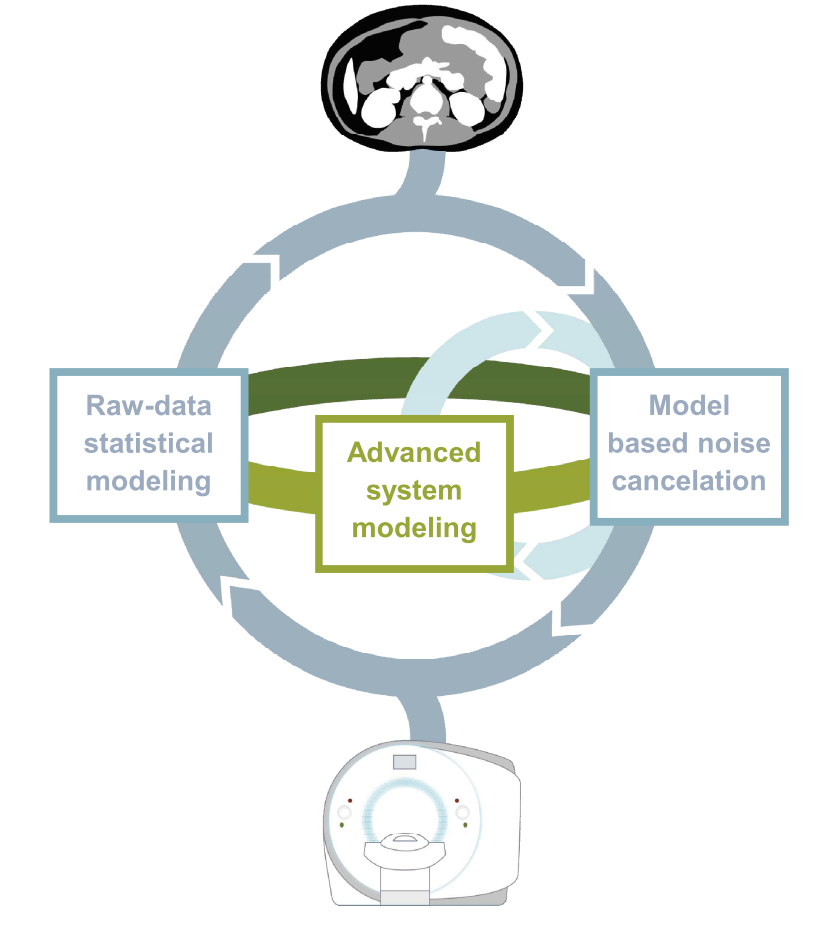 Raw-data
statistical
modeling
Model
based noise
cancelation
Advanced
system
modeling